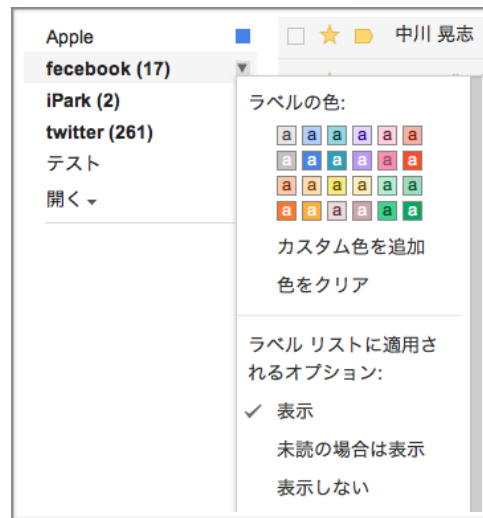 Apple
fecebook (17)
iPark (2)
twitter (261)
テスト
開く
中川 晃志
ラベルの色:
a a a a a a
a a a a a a
a a a a a a
a a a a a a
カスタム色を追加
色をクリア
ラベル リストに適用さ
れるオプション:
表示
未読の場合は表示
表示しない